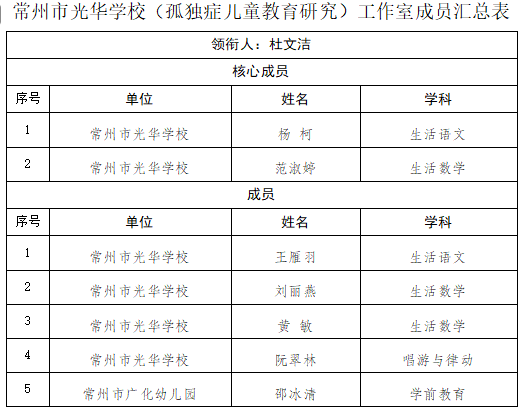 常州市光华学校（孤独症儿童教育研究）工作室成员汇总表
领衔人：杜文洁
核心成员
序号 单位 姓名 学科
1 常州市光华学校 杨 柯 生活语文
2 常州市光华学校 范淑婷 生活数学
成员
序号 单位 姓名 学科
1 常州市光华学校 王雁羽 生活语文
2 常州市光华学校 刘丽燕 生活数学
3 常州市光华学校 黄 敏 生活数学
4 常州市光华学校 阮翠林 唱游与律动
5 常州市广化幼儿园 邵冰清 学前教育